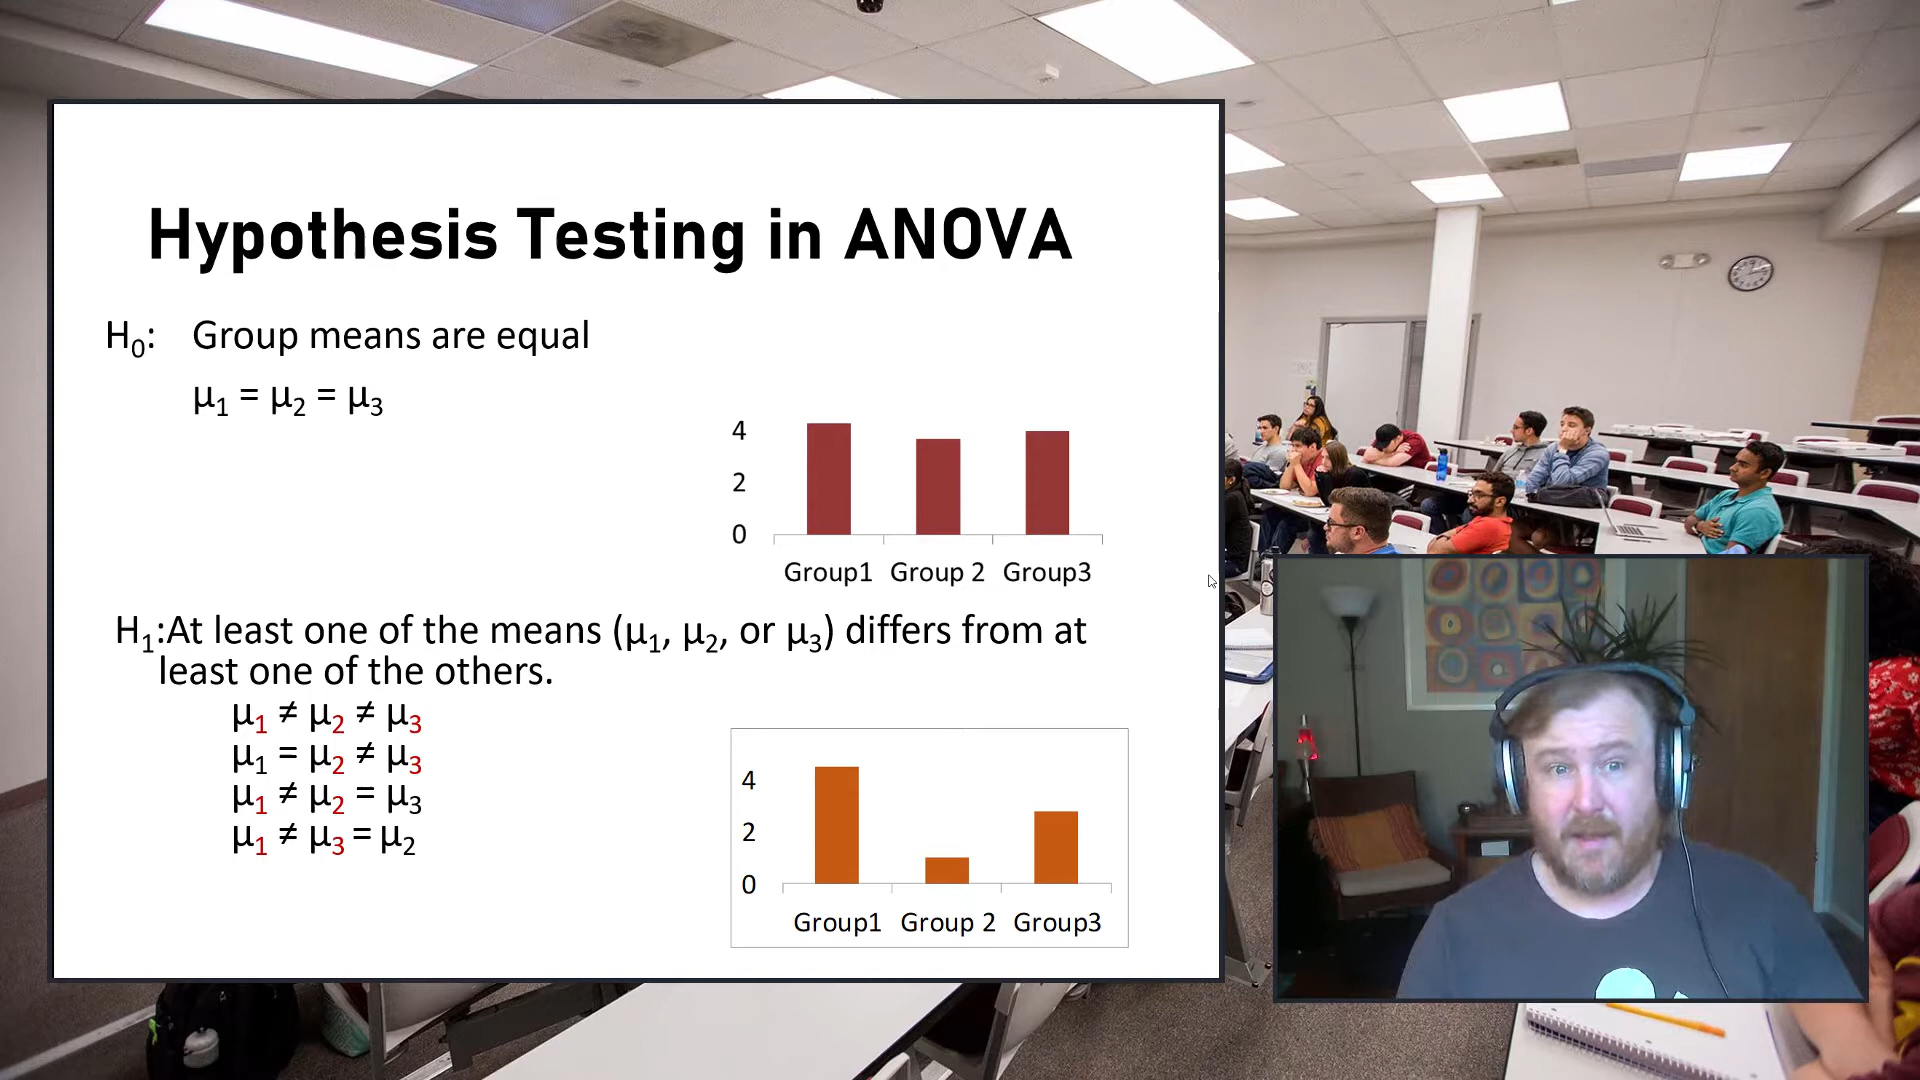 Hypothesis Testing in ANOVA
H₀: Group means are equal
μ₁ = μ₂ = μ₃
4
2
0
Group1 Group 2 Group3
H₁:At least one of the means (μ₁, μ₂, or μ₃) differs from at
least one of the others.
μ₁ ≠ μ₂ ≠ μ₃
μ₁ = μ₂ ≠ μ₃
μ₁ ≠ μ₂ = μ₃
μ₁ ≠ μ₃ = μ₂
4
2
0
Group1 Group 2 Group3